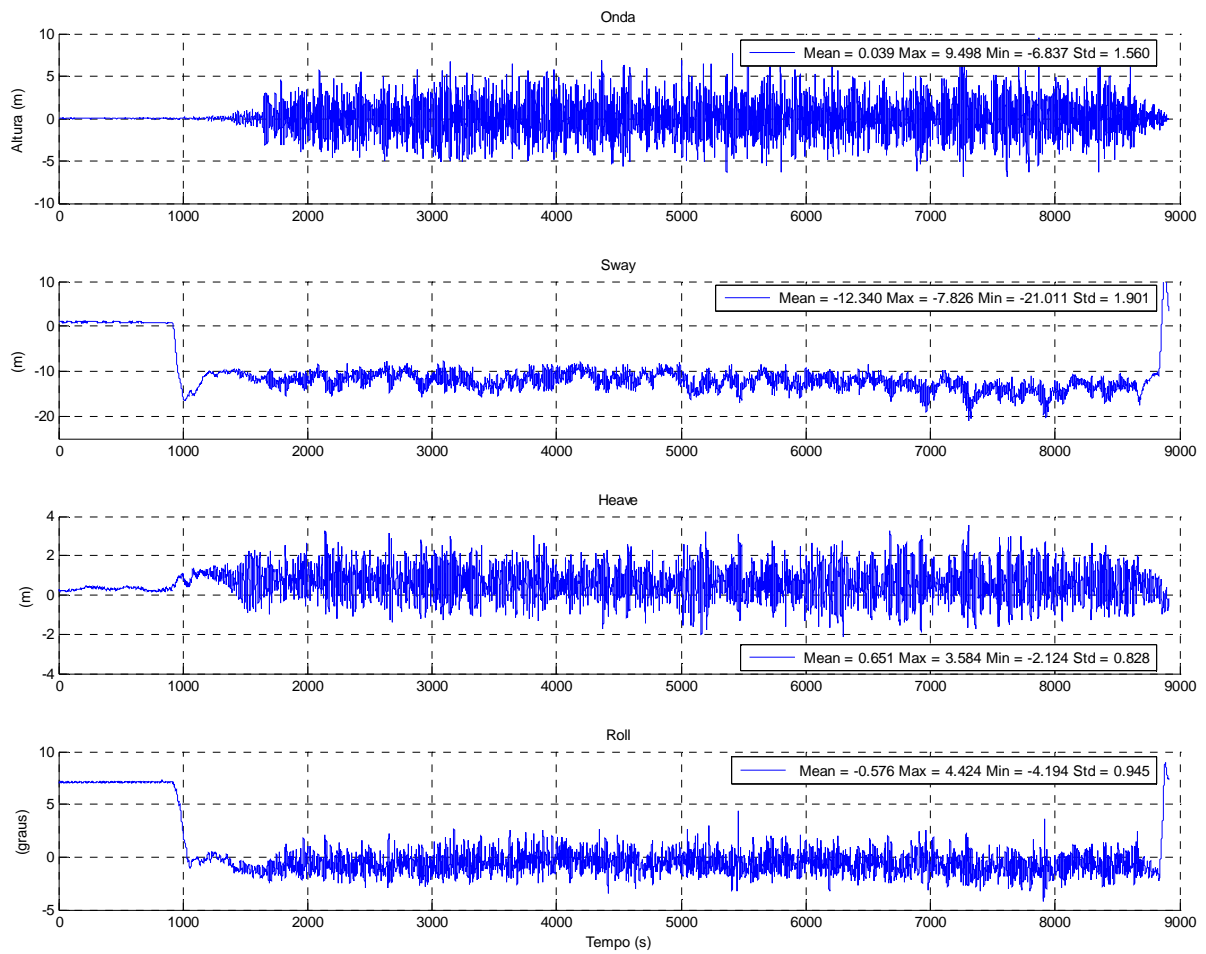 Onda
10
5
0
-5
-10
Altura (m)
Mean = 0.039 Max = 9.498 Min = -6.837 Std = 1.560
0 1000 2000 3000 4000 5000 6000 7000 8000 9000
Sway
10
0
-10
-20
(m)
Mean = -12.340 Max = -7.826 Min = -21.011 Std = 1.901
0 1000 2000 3000 4000 5000 6000 7000 8000 9000
Heave
4
2
0
-2
-4
(m)
Mean = 0.651 Max = 3.584 Min = -2.124 Std = 0.828
0 1000 2000 3000 4000 5000 6000 7000 8000 9000
Roll
10
5
0
-5
(graus)
Mean = -0.576 Max = 4.424 Min = -4.194 Std = 0.945
0 1000 2000 3000 4000 5000 6000 7000 8000 9000
Tempo (s)